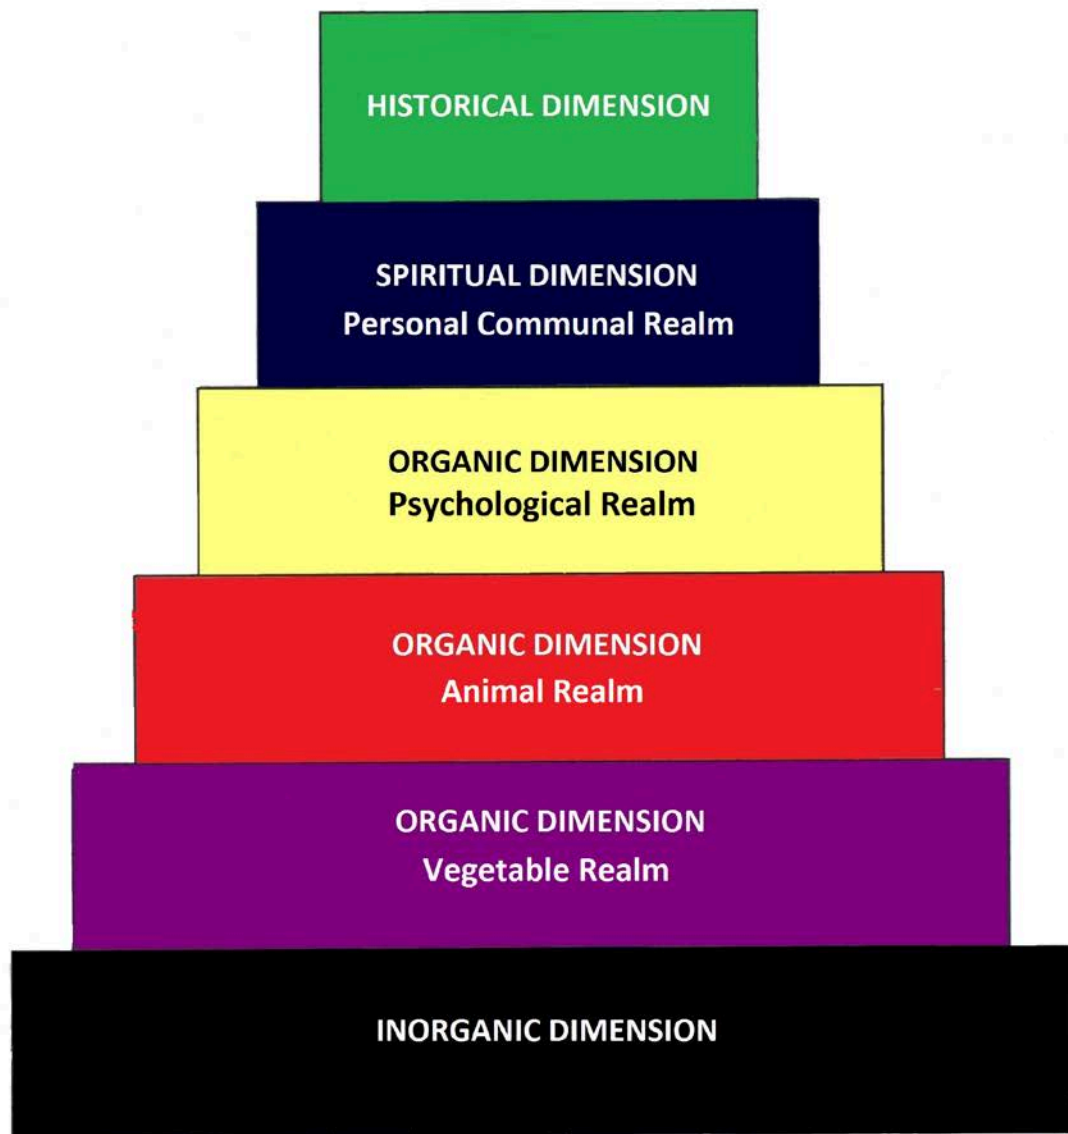 HISTORICAL DIMENSION
SPIRITUAL DIMENSION
Personal Communal Realm
ORGANIC DIMENSION
Psychological Realm
ORGANIC DIMENSION
Animal Realm
ORGANIC DIMENSION
Vegetable Realm
INORGANIC DIMENSION